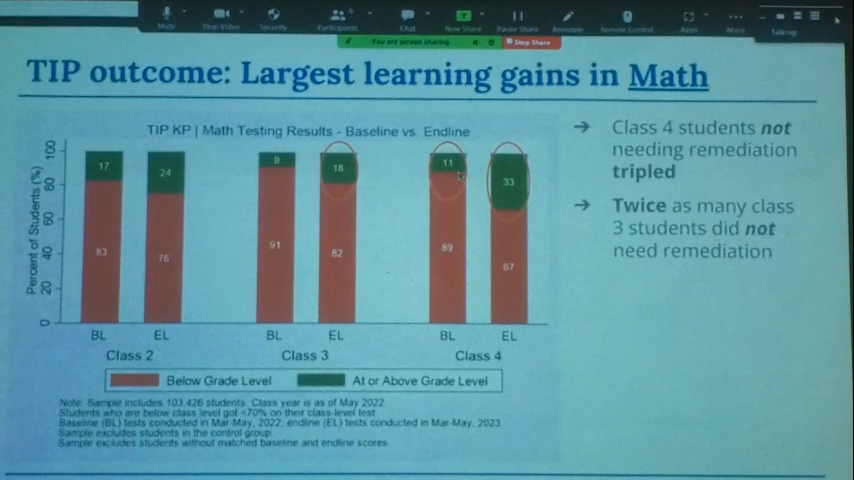 Mute
Stop Video
Security
Participants
Chat
New Share
Pause Share
Annotate
Remote Control
Apps
More
You are screen sharing
Stop Share
Talking:
TIP outcome: Largest learning gains in Math
TIP KP | Math Testing Results - Baseline vs. Endline
Percent of Students (%)
100
80
60
40
20
0
17
24
9
18
11
33
83
76
91
82
89
67
BL
EL
BL
EL
BL
EL
Class 2
Class 3
Class 4
Below Grade Level
At or Above Grade Level
Note: Sample includes 103,426 students. Class year is as of May 2022.
Students who are below class level got <70% on their class-level test.
Baseline (BL) tests conducted in Mar-May, 2022; endline (EL) tests conducted in Mar-May, 2023
Sample excludes students in the control group.
Sample excludes students without matched baseline and endline scores.
→ Class 4 students not
needing remediation
tripled
→ Twice as many class
3 students did not
need remediation